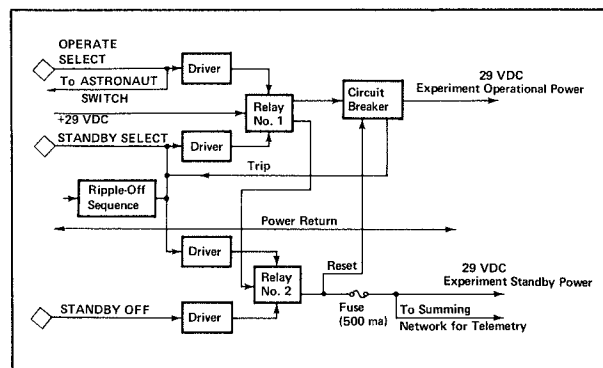 OPERATE
SELECT
To ASTRONAUT
SWITCH
+29 VDC
STANDBY SELECT
Driver
Driver
Relay
No. 1
Circuit
Breaker
29 VDC
Experiment Operational Power
Trip
Ripple-Off
Sequence
Power Return
Driver
Reset
Relay
No. 2
29 VDC
Experiment Standby Power
Fuse
(500 ma)
To Summing
Network for Telemetry
STANDBY OFF
Driver